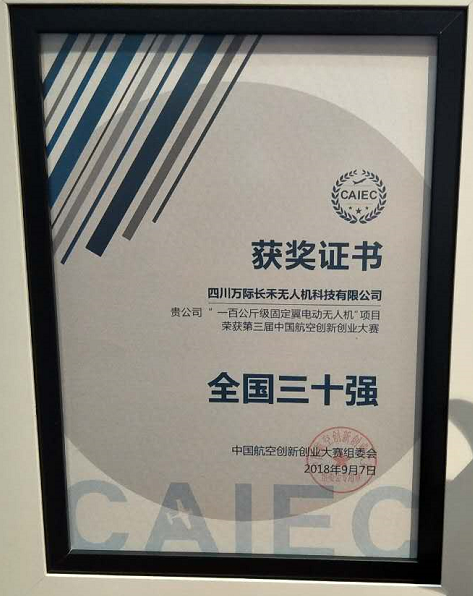 CAIEC
获奖证书
四川万际长禾无人机科技有限公司
贵公司“一百公斤级固定翼电动无人机”项目
荣获第三届中国航空创新创业大赛
全国三十强
中国航空创新创业大赛组委会
2018年9月7日
CAIEC